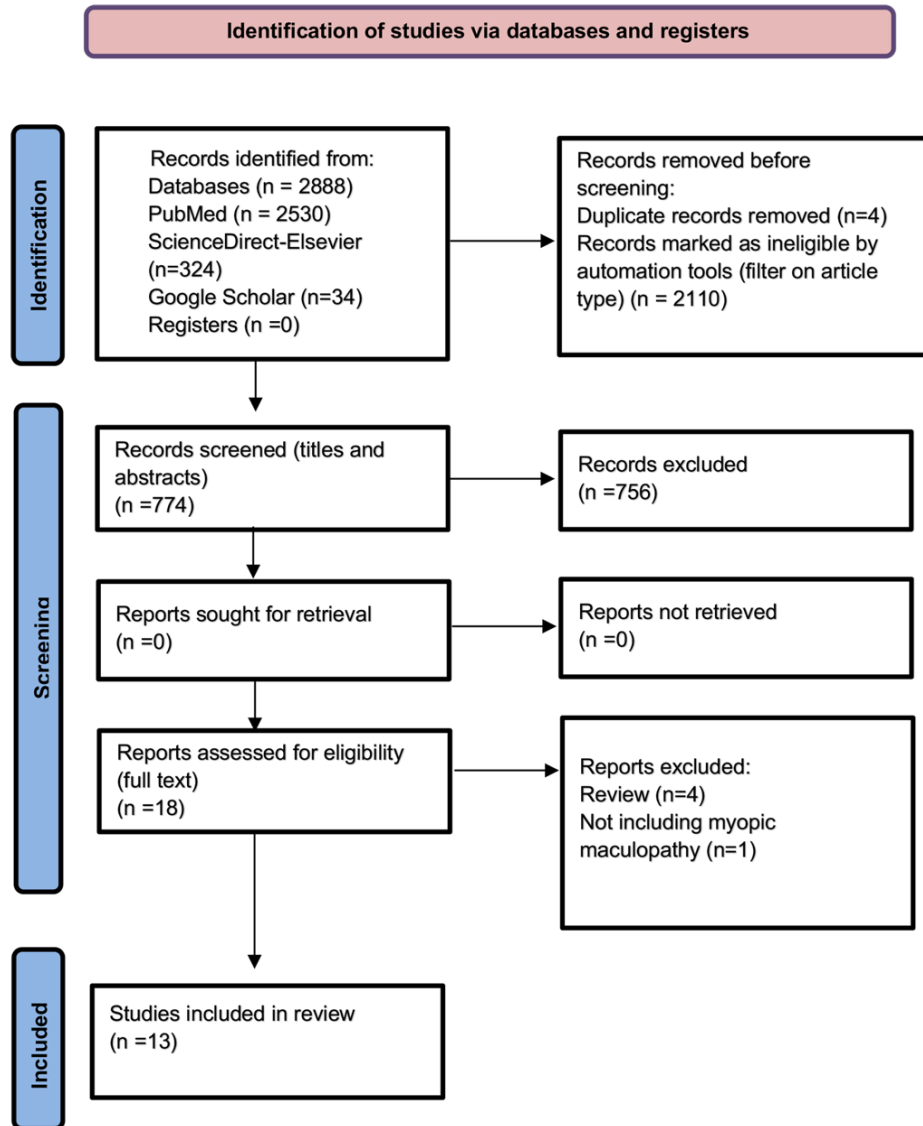 Identification of studies via databases and registers
Identification
Records identified from:
Databases (n = 2888)
PubMed (n = 2530)
ScienceDirect-Elsevier
(n=324)
Google Scholar (n=34)
Registers (n =0)
Records removed before
screening:
Duplicate records removed (n=4)
Records marked as ineligible by
automation tools (filter on article
type) (n = 2110)
Screening
Records screened (titles and
abstracts)
(n =774)
Records excluded
(n =756)
Reports sought for retrieval
(n =0)
Reports not retrieved
(n =0)
Reports assessed for eligibility
(full text)
(n =18)
Reports excluded:
Review (n=4)
Not including myopic
maculopathy (n=1)
Included
Studies included in review
(n =13)